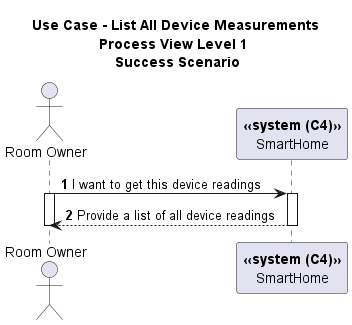 Use Case - List All Device Measurements
Process View Level 1
Success Scenario
Room Owner
«system (C4)»
SmartHome
1 I want to get this device readings
2 Provide a list of all device readings
Room Owner
«system (C4)»
SmartHome